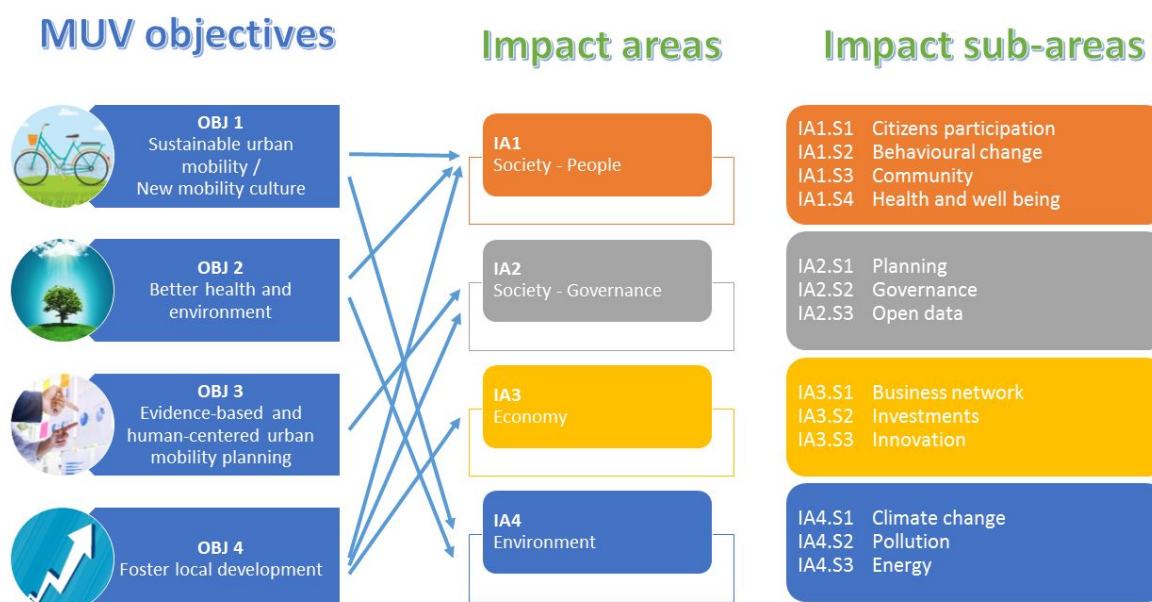 MUV objectives
Impact areas
Impact sub-areas
OBJ 1
Sustainable urban
mobility /
New mobility culture
OBJ 2
Better health and
environment
OBJ 3
Evidence-based and
human-centered urban
mobility planning
OBJ 4
Foster local development
IA1
Society - People
IA2
Society - Governance
IA3
Economy
IA4
Environment
IA1.S1 Citizens participation
IA1.S2 Behavioural change
IA1.S3 Community
IA1.S4 Health and well being
IA2.S1 Planning
IA2.S2 Governance
IA2.S3 Open data
IA3.S1 Business network
IA3.S2 Investments
IA3.S3 Innovation
IA4.S1 Climate change
IA4.S2 Pollution
IA4.S3 Energy